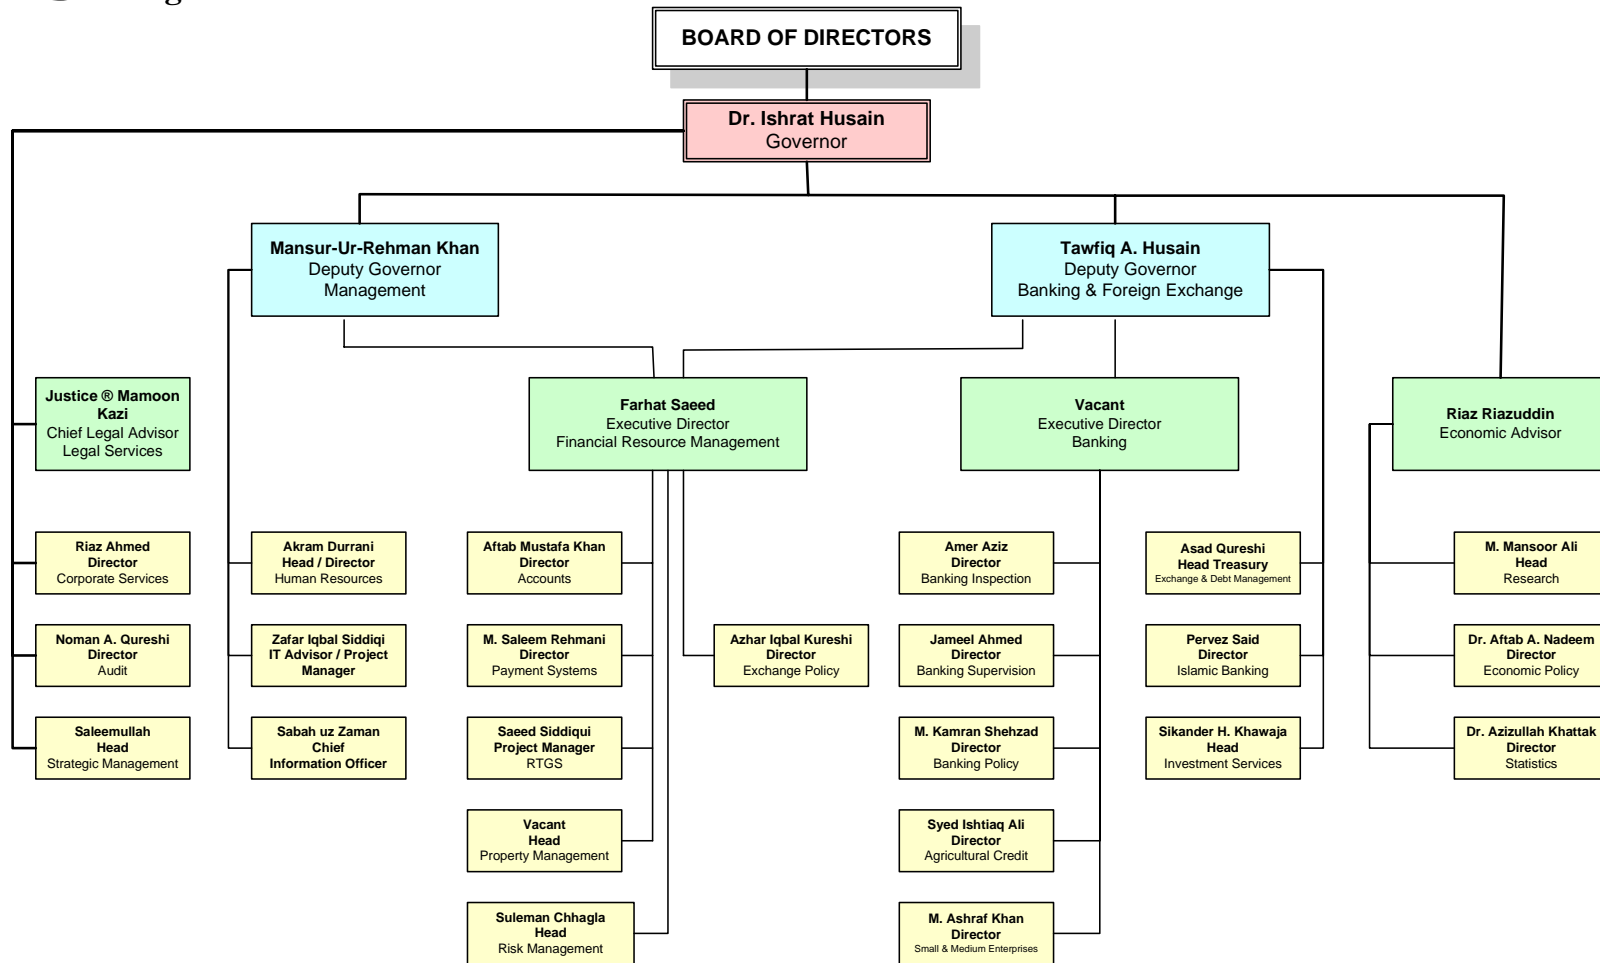 BOARD OF DIRECTORS
Dr. Ishrat Husain
Governor
Mansur-Ur-Rehman Khan
Deputy Governor
Management
Tawfiq A. Husain
Deputy Governor
Banking & Foreign Exchange
Justice ® Mamoon
Kazi
Chief Legal Advisor
Legal Services
Farhat Saeed
Executive Director
Financial Resource Management
Vacant
Executive Director
Banking
Riaz Riazuddin
Economic Advisor
Riaz Ahmed
Director
Corporate Services
Akram Durrani
Head / Director
Human Resources
Aftab Mustafa Khan
Director
Accounts
Amer Aziz
Director
Banking Inspection
Asad Qureshi
Head Treasury
Exchange & Debt Management
M. Mansoor Ali
Head
Research
Noman A. Qureshi
Director
Audit
Zafar Iqbal Siddiqi
IT Advisor / Project
Manager
M. Saleem Rehmani
Director
Payment Systems
Azhar Iqbal Kureshi
Director
Exchange Policy
Jameel Ahmed
Director
Banking Supervision
Pervez Said
Director
Islamic Banking
Dr. Aftab A. Nadeem
Director
Economic Policy
Saleemullah
Head
Strategic Management
Sabah uz Zaman
Chief
Information Officer
Saeed Siddiqui
Project Manager
RTGS
M. Kamran Shehzad
Director
Banking Policy
Sikander H. Khawaja
Head
Investment Services
Dr. Azizullah Khattak
Director
Statistics
Vacant
Head
Property Management
Syed Ishtiaq Ali
Director
Agricultural Credit
Suleman Chhagla
Head
Risk Management
M. Ashraf Khan
Director
Small & Medium Enterprises